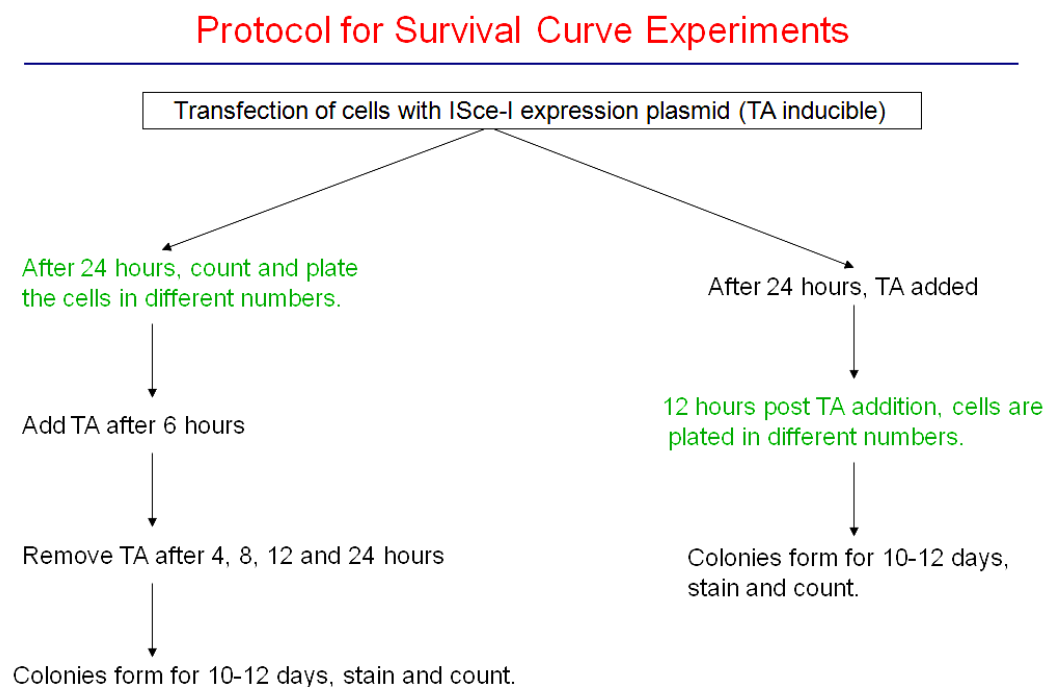 Protocol for Survival Curve Experiments
Transfection of cells with ISce-I expression plasmid (TA inducible)
After 24 hours, count and plate
the cells in different numbers.
Add TA after 6 hours
Remove TA after 4, 8, 12 and 24 hours
Colonies form for 10-12 days, stain and count.
After 24 hours, TA added
12 hours post TA addition, cells are
plated in different numbers.
Colonies form for 10-12 days,
stain and count.